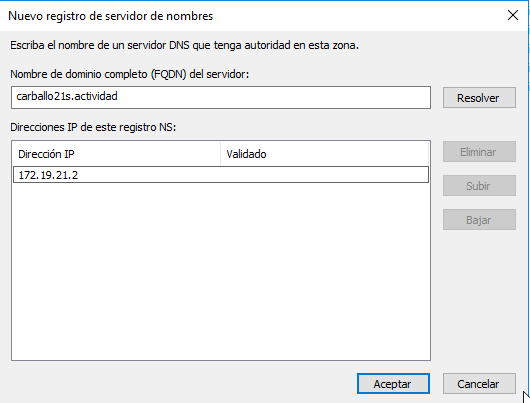 Nuevo registro de servidor de nombres
Escriba el nombre de un servidor DNS que tenga autoridad en esta zona.
Nombre de dominio completo (FQDN) del servidor:
carballo21s.actividad
Resolver
Direcciones IP de este registro NS:
Dirección IP Validado
Eliminar
172.19.21.2
Subir
Bajar
Aceptar Cancelar